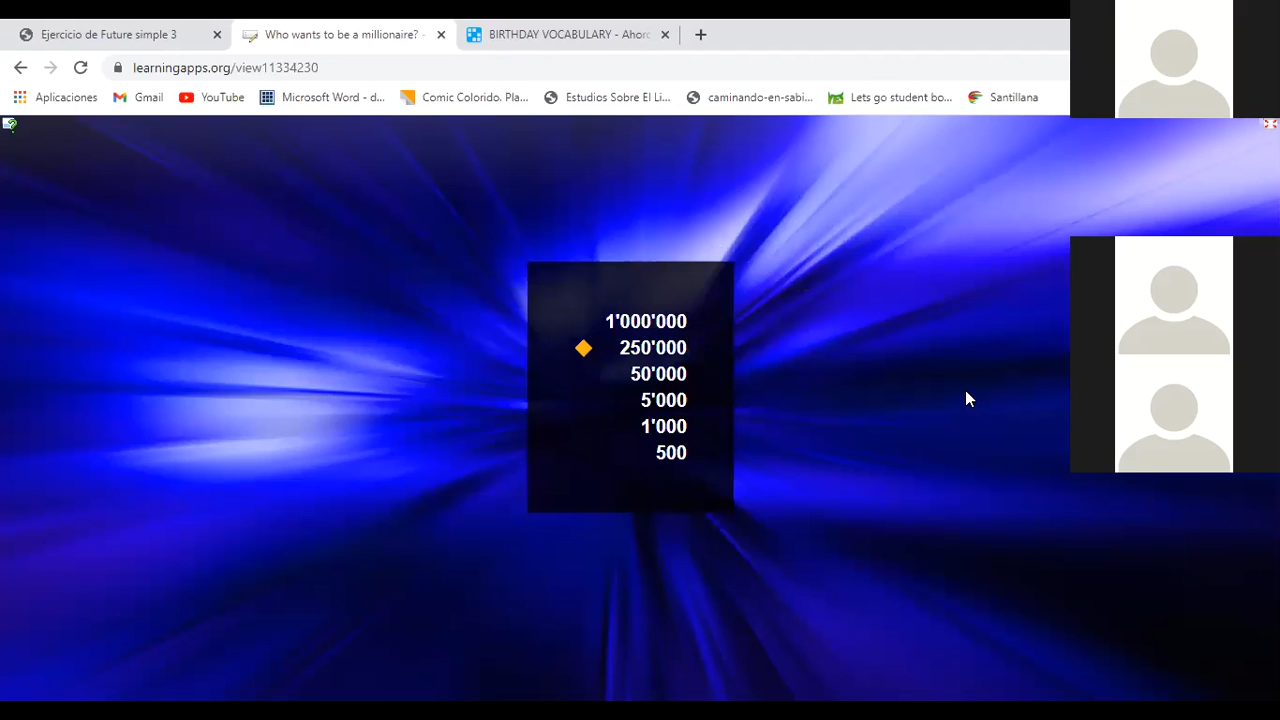 Ejercicio de Future simple 3
Who wants to be a millionaire? -
BIRTHDAY VOCABULARY - Ahorc
learningapps.org/view11334230
Aplicaciones
Gmail
YouTube
Microsoft Word - d...
Comic Colorido. Pla...
Estudios Sobre El Li...
caminando-en-sabi...
Lets go student bo...
Santillana
1'000'000
250'000
50'000
5'000
1'000
500